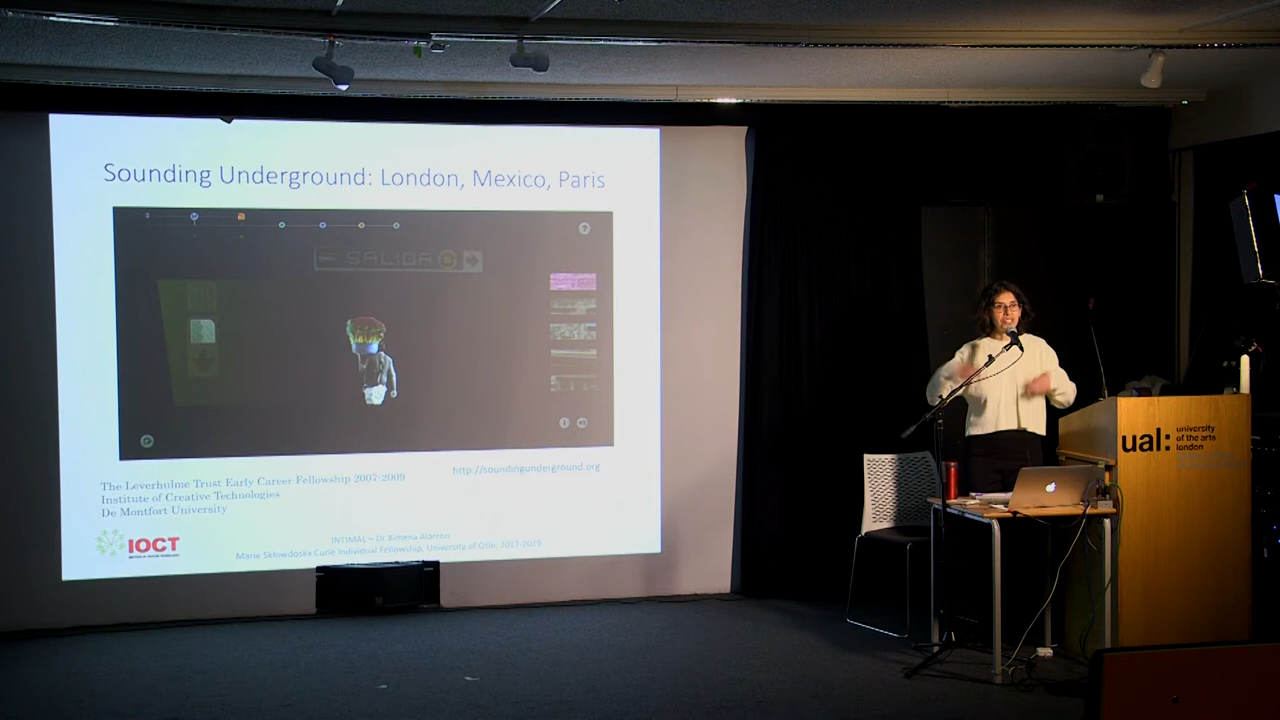 Sounding Underground: London, Mexico, Paris
SALIDA
http://soundingunderground.org
The Leverhulme Trust Early Career Fellowship 2007-2009
Institute of Creative Technologies
De Montfort University
IOCT
INTIMAL – Dr Ximena Alarcón
Marie Sklowdoska Curie Individual Fellowship, University of Oslo, 2017-2019
ual:
university
of the arts
london